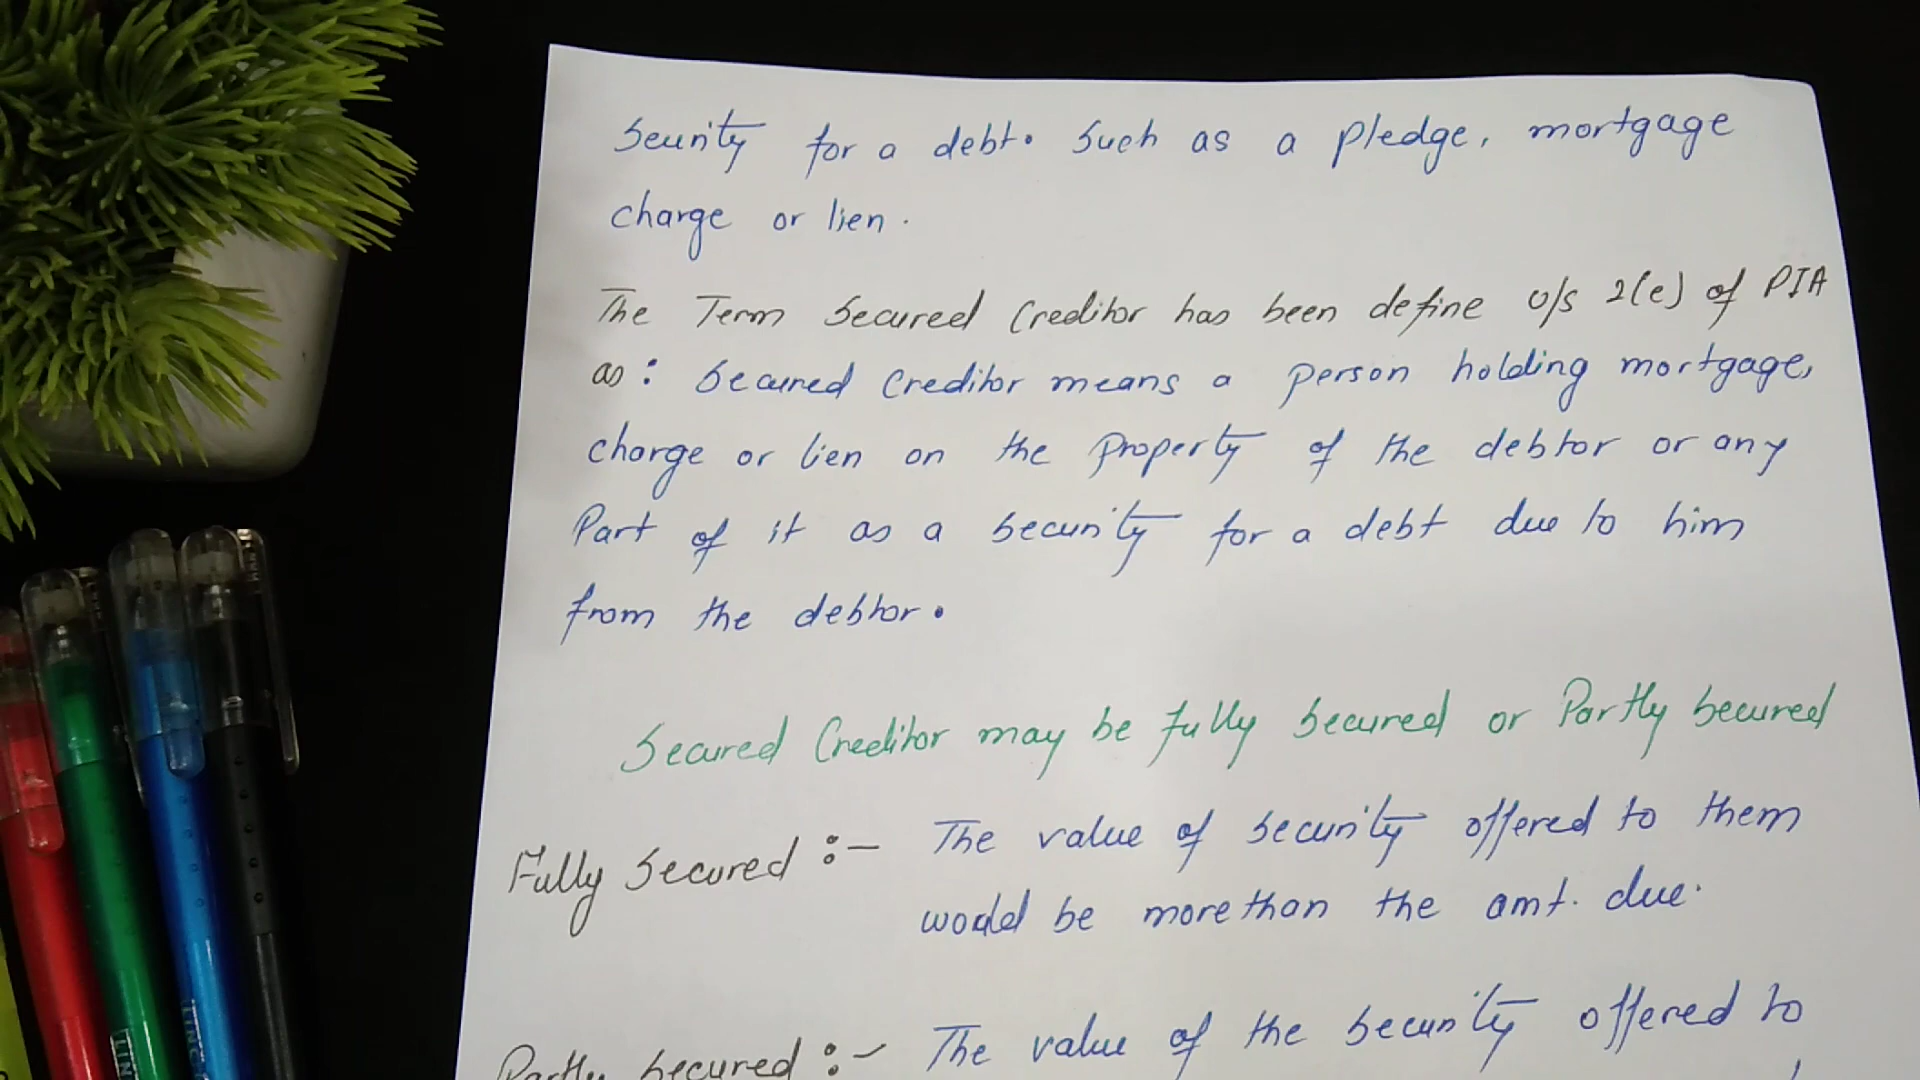 Security for a debt. Such as a Pledge, mortgage
charge or lien.
The Term Secured Creditor has been define u/s 2(e) of PIA
as: Secured Creditor means a person holding mortgage,
charge or lien on the Property of the debtor or any
Part of it as a security for a debt due to him
from the debtor.
Secured Creditor may be fully Secured or Partly Secured
Fully Secured :- The value of Security offered to them
would be more than the amt. due.
Partly Secured :- The value of the Security offered to